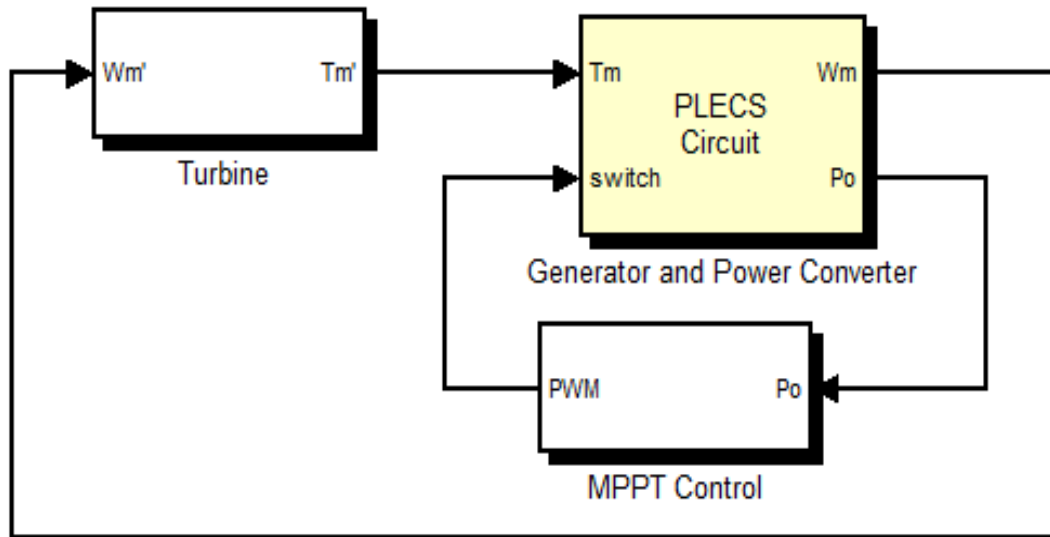 Wm' Tm'
Turbine
Tm Wm
PLECS
Circuit
switch Po
Generator and Power Converter
PWM Po
MPPT Control